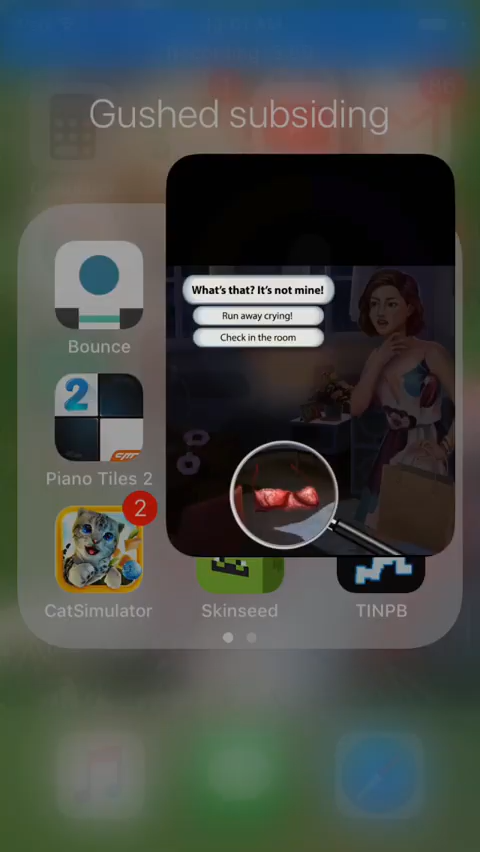 Gushed subsiding
What's that? It's not mine!
Run away crying!
Check in the room
Bounce
2
Piano Tiles 2
2
CatSimulator
Skinseed
TINPB